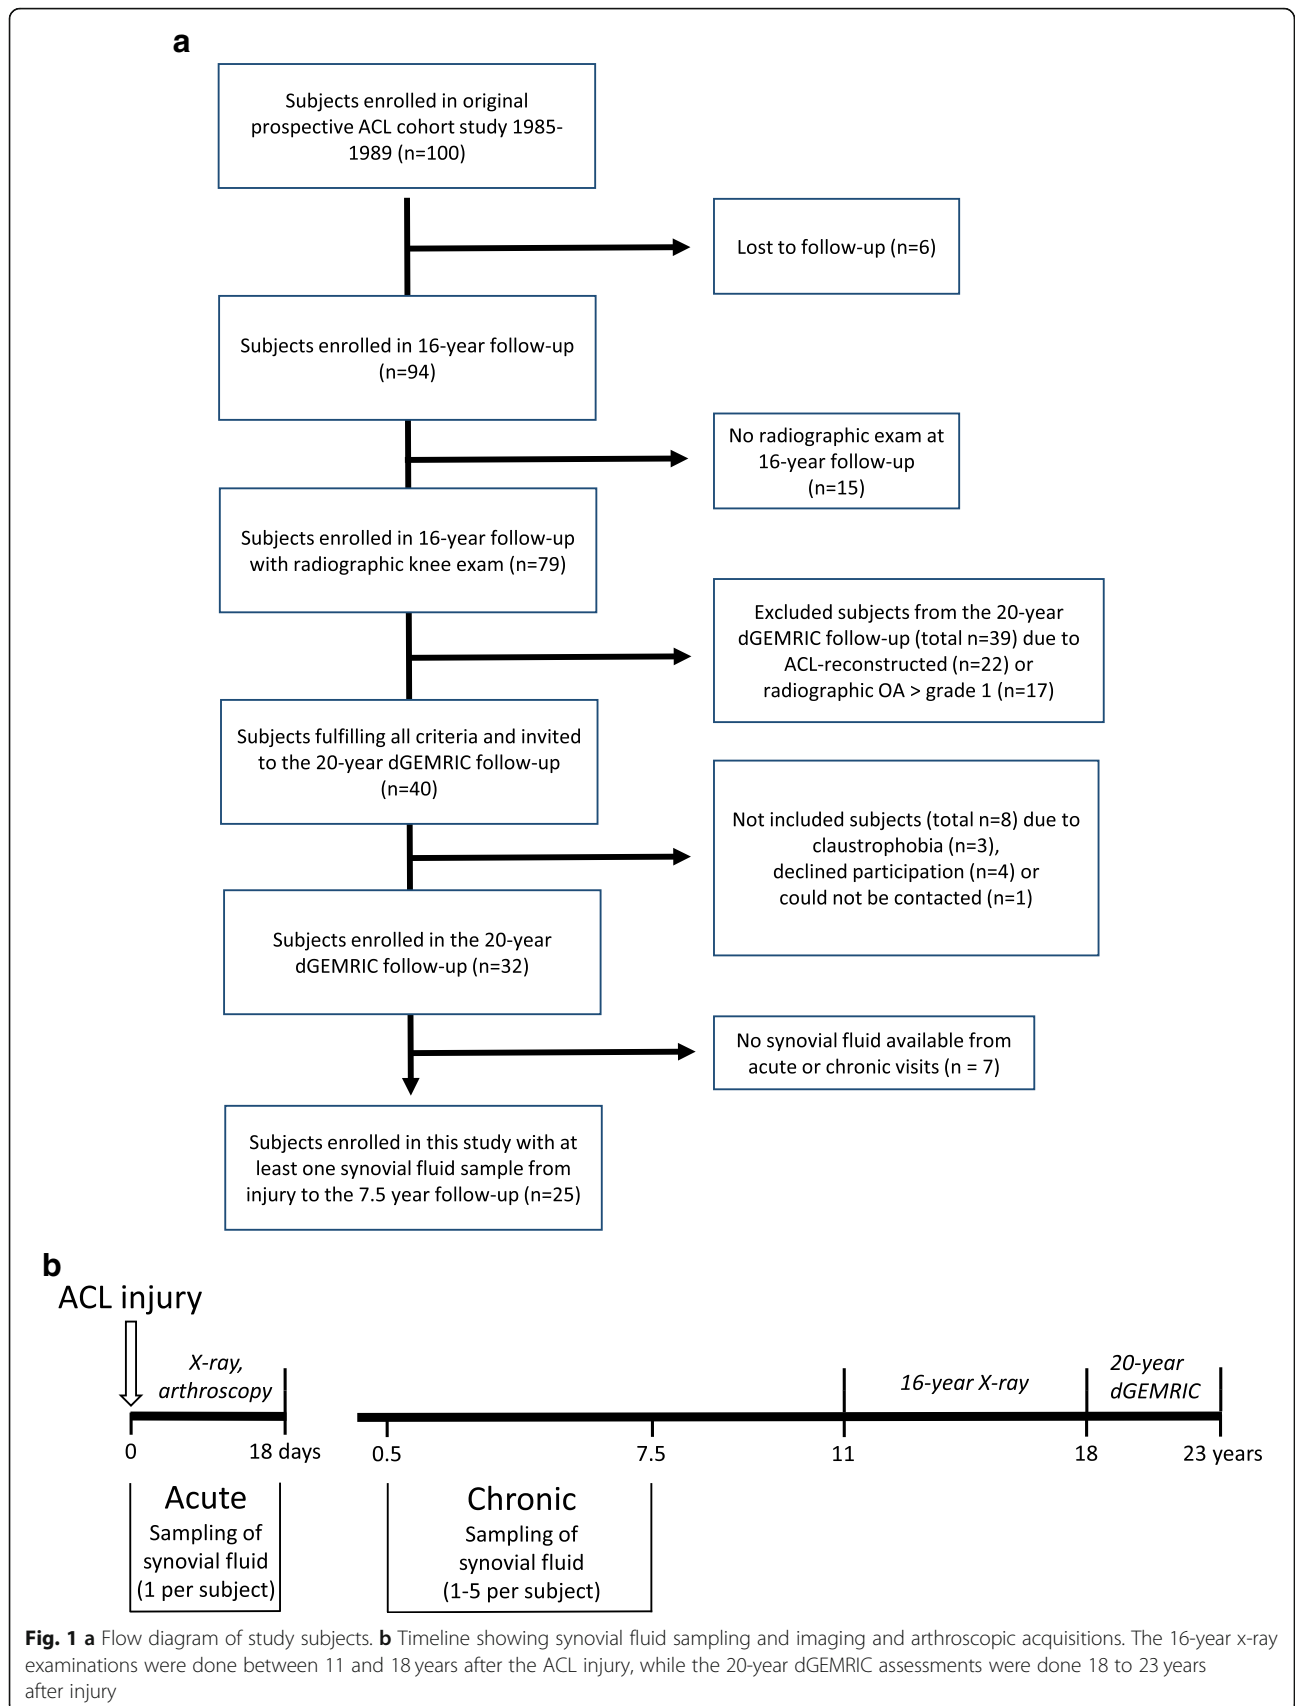 a
Subjects enrolled in original
prospective ACL cohort study 1985-
1989 (n=100)
Lost to follow-up (n=6)
Subjects enrolled in 16-year follow-up
(n=94)
No radiographic exam at
16-year follow-up
(n=15)
Subjects enrolled in 16-year follow-up
with radiographic knee exam (n=79)
Excluded subjects from the 20-year
dGEMRIC follow-up (total n=39) due to
ACL-reconstructed (n=22) or
radiographic OA > grade 1 (n=17)
Subjects fulfilling all criteria and invited
to the 20-year dGEMRIC follow-up
(n=40)
Not included subjects (total n=8) due to
claustrophobia (n=3),
declined participation (n=4) or
could not be contacted (n=1)
Subjects enrolled in the 20-year
dGEMRIC follow-up (n=32)
No synovial fluid available from
acute or chronic visits (n = 7)
Subjects enrolled in this study with at
least one synovial fluid sample from
injury to the 7.5 year follow-up (n=25)
b
ACL injury
X-ray,
arthroscopy
16-year X-ray
20-year
dGEMRIC
0
18 days
0.5
7.5
11
18
23 years
Acute
Sampling of
synovial fluid
(1 per subject)
Chronic
Sampling of
synovial fluid
(1-5 per subject)
Fig. 1 a Flow diagram of study subjects. b Timeline showing synovial fluid sampling and imaging and arthroscopic acquisitions. The 16-year x-ray
examinations were done between 11 and 18 years after the ACL injury, while the 20-year dGEMRIC assessments were done 18 to 23 years
after injury